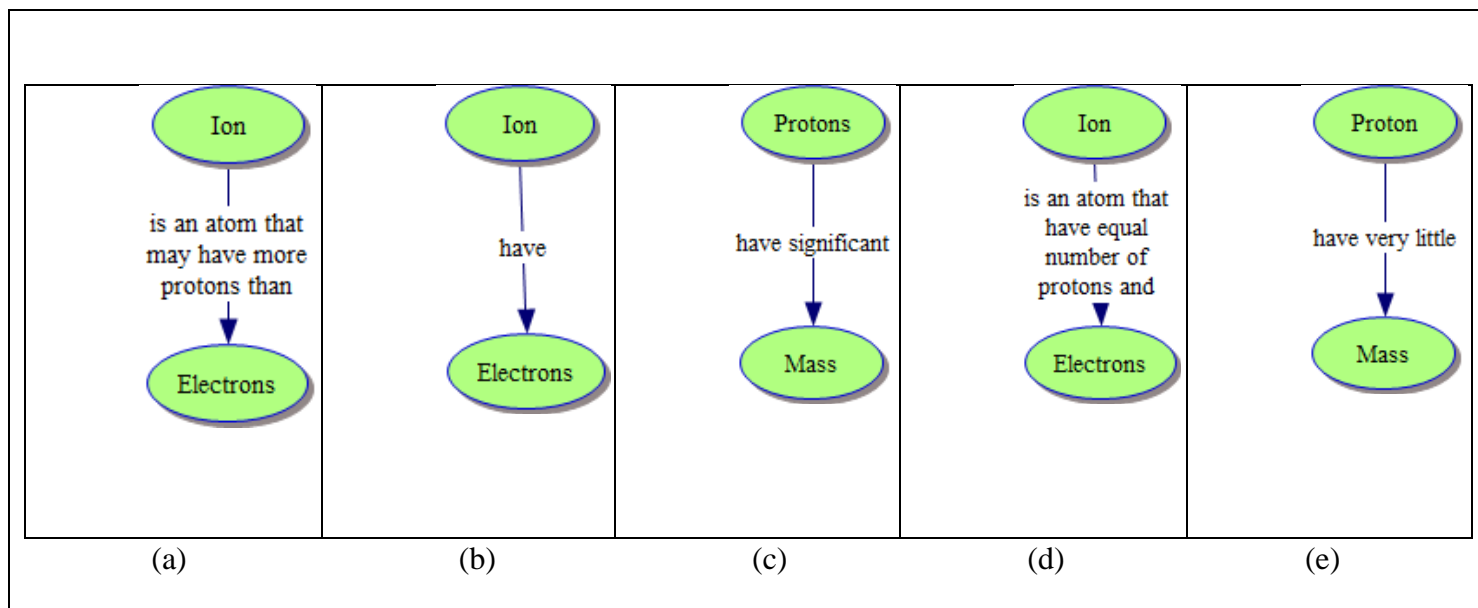 Ion
is an atom that
may have more
protons than
Electrons
(a)
Ion
have
Electrons
(b)
Protons
have significant
Mass
(c)
Ion
is an atom that
have equal
number of
protons and
Electrons
(d)
Proton
have very little
Mass
(e)